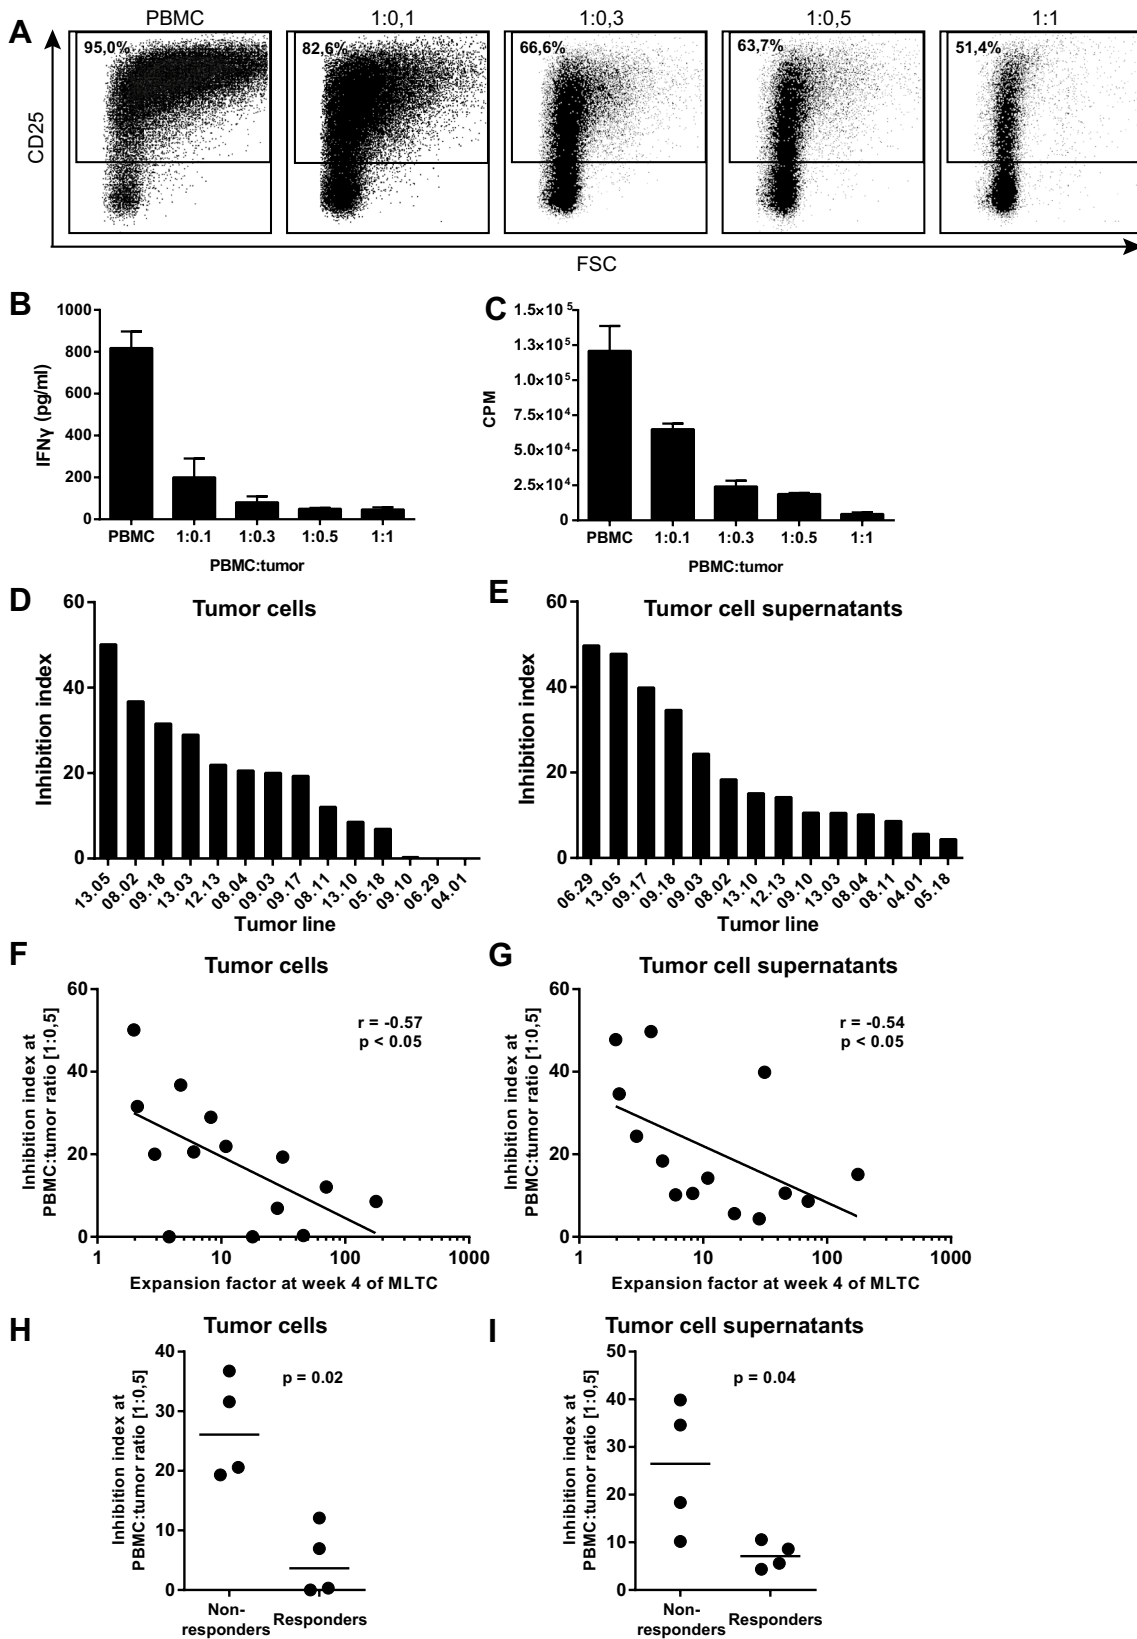 A
PBMC 1:0,1 1:0,3 1:0,5 1:1
95,0% 82,6% 66,6% 63,7% 51,4%
CD25
FSC
B
IFNγ (pg/ml)
1000
800
600
400
200
0
PBMC 1:0.1 1:0.3 1:0.5 1:1
PBMC:tumor
C
CPM
1.5×10 5
1.3×10 5
1.0×10 5
7.5×10 4
5.0×10 4
2.5×10 4
0
PBMC 1:0.1 1:0.3 1:0.5 1:1
PBMC:tumor
D
Tumor cells
Inhibition index
60
40
20
0
13.05 08.02 09.18 13.03 12.13 08.04 09.03 09.17 08.11 13.10 05.18 09.10 06.29 04.01
Tumor line
E
Tumor cell supernatants
Inhibition index
60
40
20
0
06.29 13.05 09.17 09.18 09.03 08.02 13.10 12.13 09.10 13.03 08.04 08.11 04.01 05.18
Tumor line
F
Tumor cells
Inhibition index at
PBMC:tumor ratio [1:0,5]
60
40
20
0
r = -0.57
p < 0.05
1 10 100 1000
Expansion factor at week 4 of MLTC
G
Tumor cell supernatants
Inhibition index at
PBMC:tumor ratio [1:0,5]
60
40
20
0
r = -0.54
p < 0.05
1 10 100 1000
Expansion factor at week 4 of MLTC
H
Tumor cells
Inhibition index at
PBMC:tumor ratio [1:0,5]
40
30
20
10
0
p = 0.02
Non-
responders Responders
I
Tumor cell supernatants
Inhibition index at
PBMC:tumor ratio [1:0,5]
50
40
30
20
10
0
p = 0.04
Non-
responders Responders